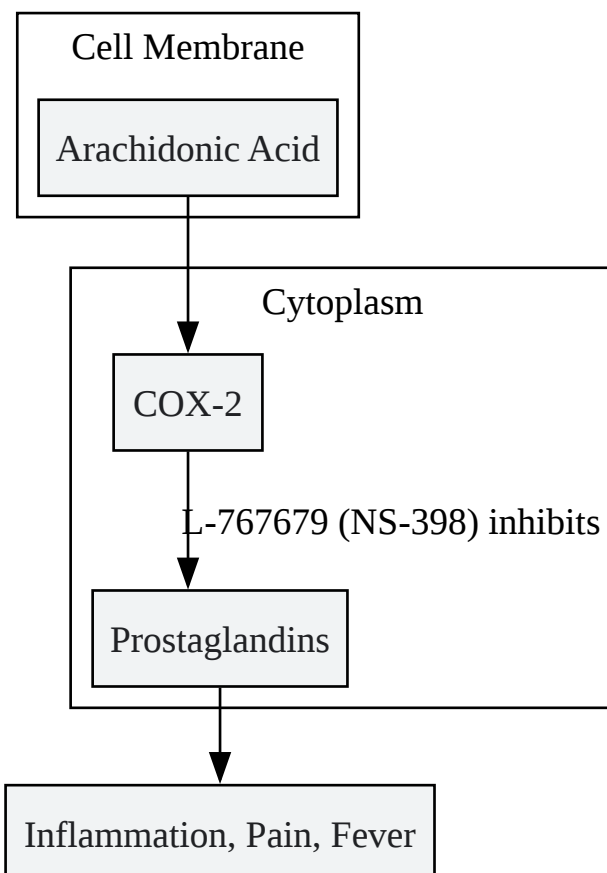 Cell Membrane
Arachidonic Acid
Cytoplasm
COX-2
L-767679 (NS-398) inhibits
Prostaglandins
Inflammation, Pain, Fever